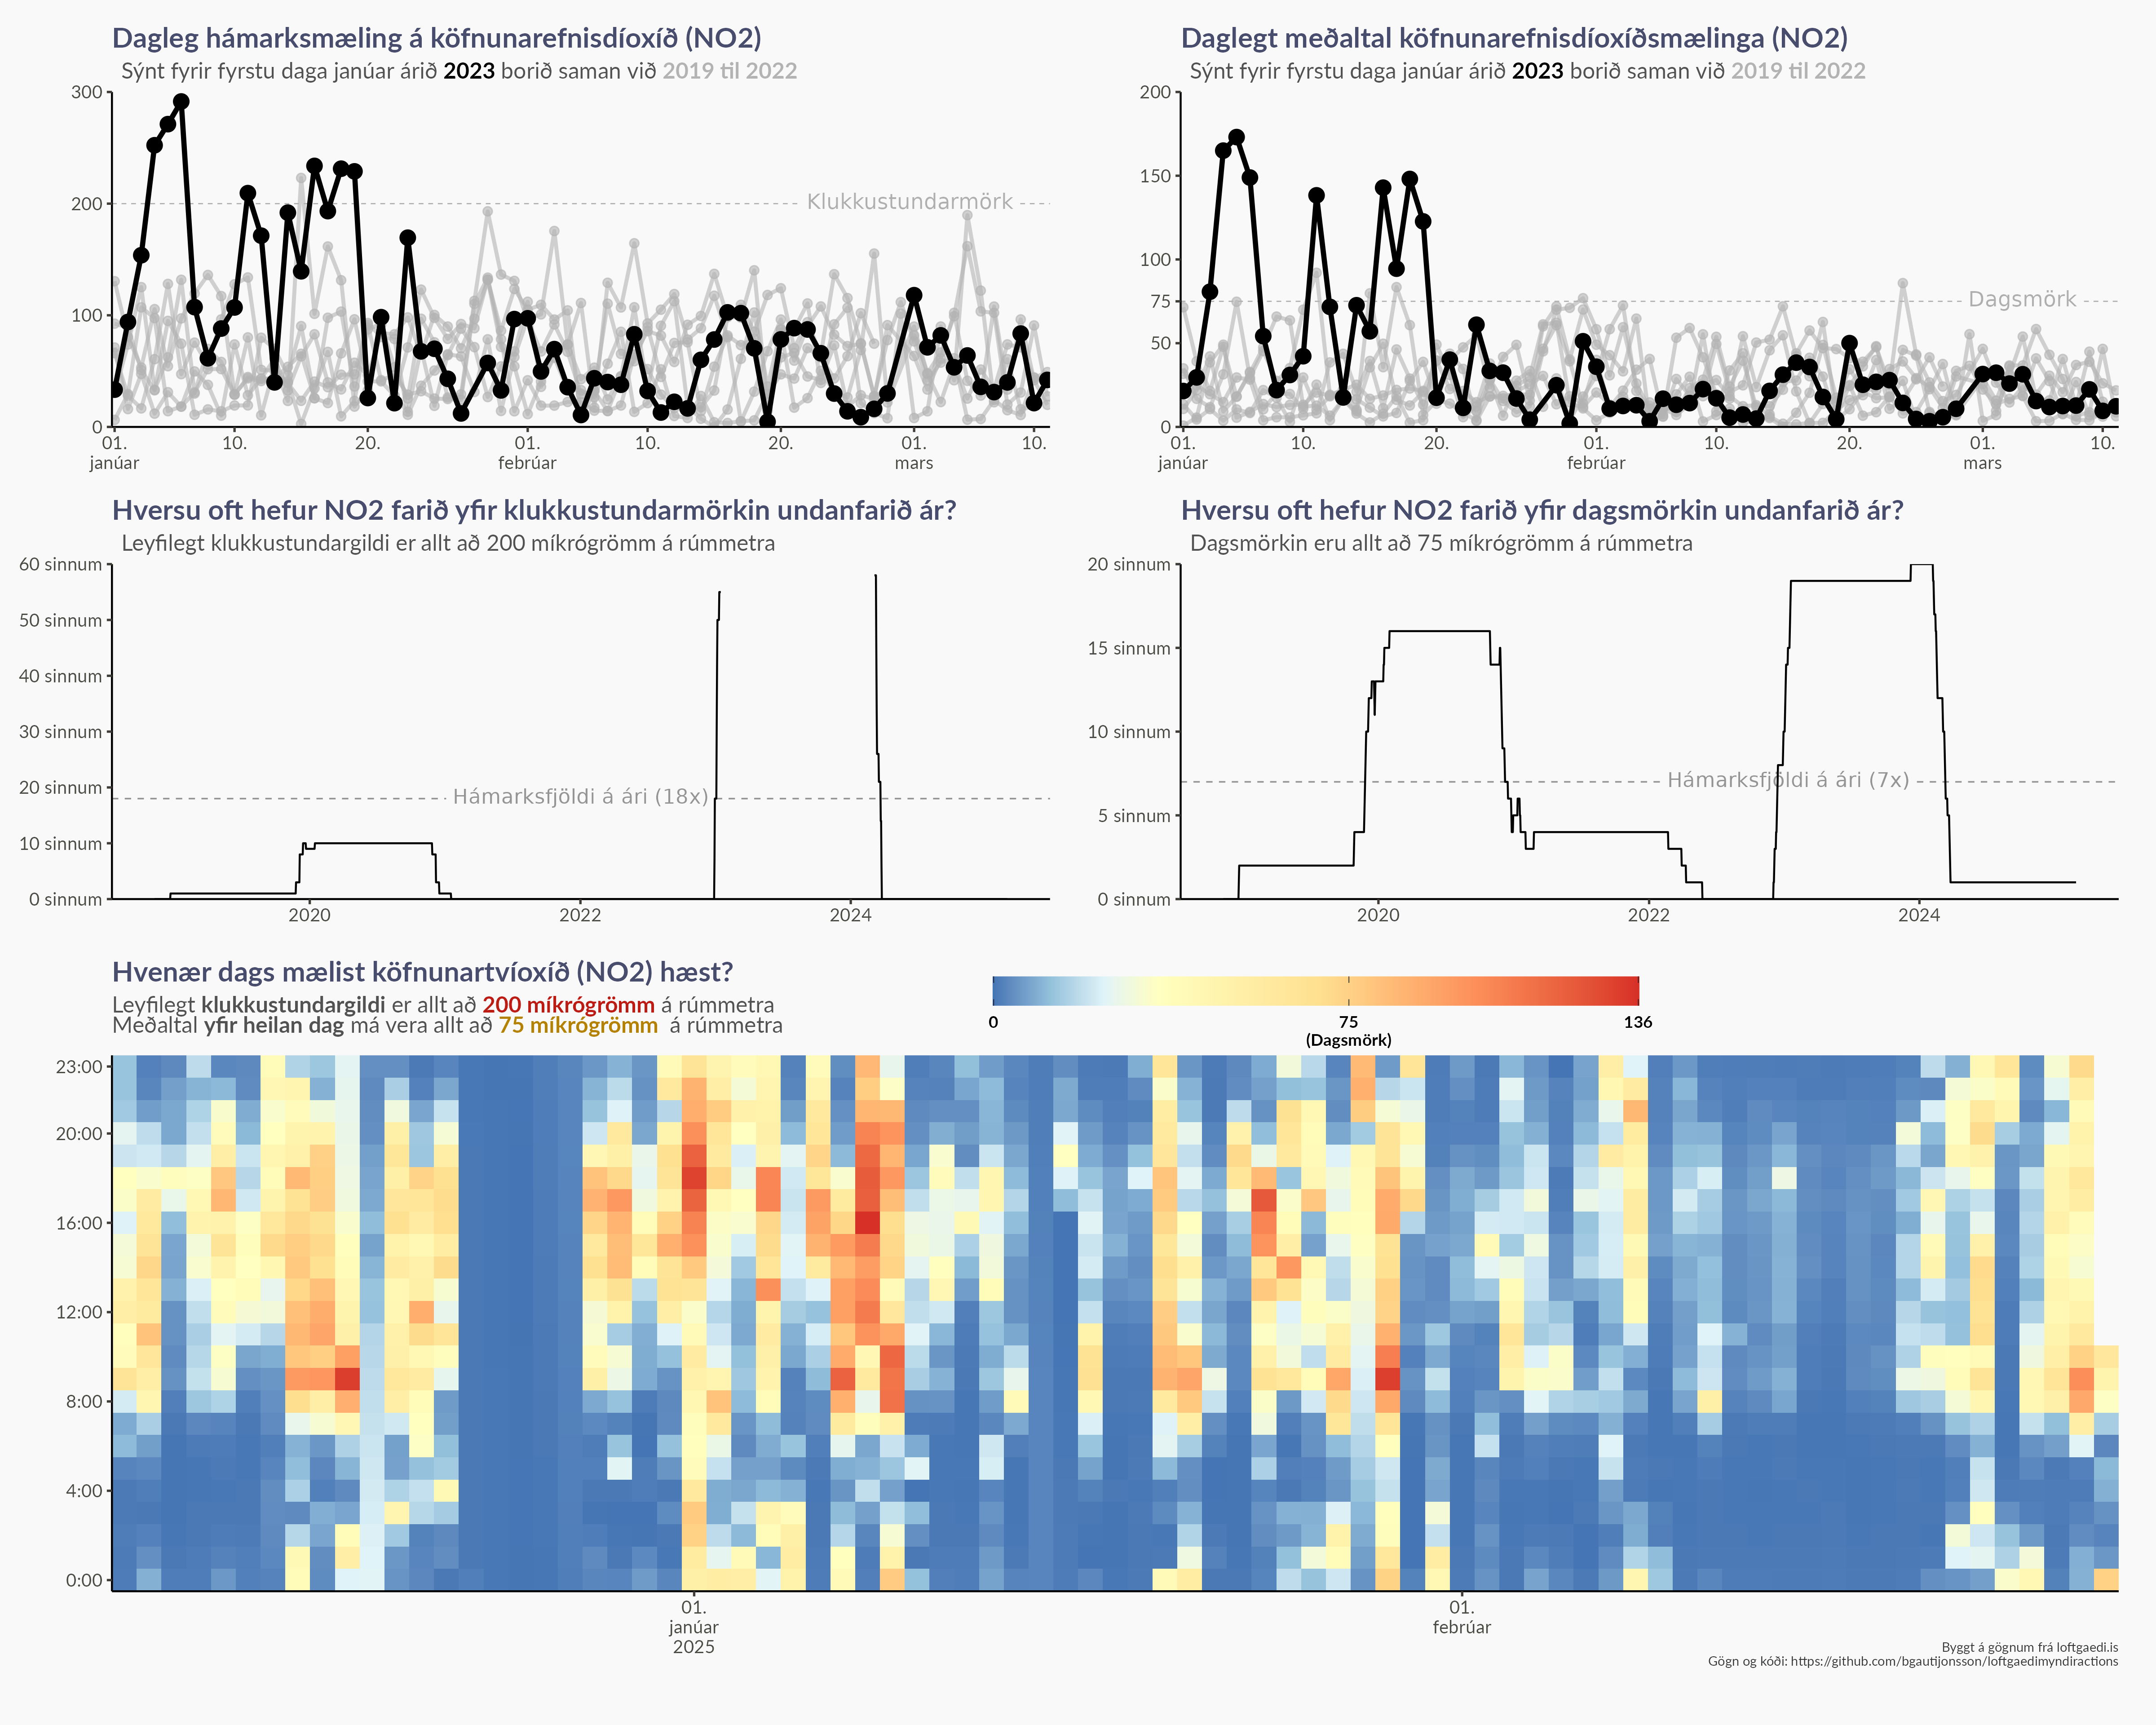 Dagleg hámarksmæling á köfnunarefnisdíoxíð (NO2)
Sýnt fyrir fyrstu daga janúar árið 2023 borið saman við 2019 til 2022
300
200
100
0
Klukkustundarmörk
01. 10. 20. 01. 10. 20. 01. 10.
janúar febrúar mars
Daglegt meðaltal köfnunarefnisdíoxíðsmælinga (NO2)
Sýnt fyrir fyrstu daga janúar árið 2023 borið saman við 2019 til 2022
200
150
100
75
50
0
Dagsmörk
01. 10. 20. 01. 10. 20. 01. 10.
janúar febrúar mars
Hversu oft hefur NO2 farið yfir klukkustundarmörkin undanfarið ár?
Leyfilegt klukkustundargildi er allt að 200 míkrógrömm á rúmmetra
60 sinnum
50 sinnum
40 sinnum
30 sinnum
20 sinnum
10 sinnum
0 sinnum
Hámarksfjöldi á ári (18x)
2020 2022 2024
Hversu oft hefur NO2 farið yfir dagsmörkin undanfarið ár?
Dagsmörkin eru allt að 75 míkrógrömm á rúmmetra
20 sinnum
15 sinnum
10 sinnum
5 sinnum
0 sinnum
Hámarksfjöldi á ári (7x)
2020 2022 2024
Hvenær dags mælist köfnunartvíoxíð (NO2) hæst?
Leyfilegt klukkustundargildi er allt að 200 míkrógrömm á rúmmetra
Meðaltal yfir heilan dag má vera allt að 75 míkrógrömm á rúmmetra
0 75 136
(Dagsmörk)
23:00
20:00
16:00
12:00
8:00
4:00
0:00
01. 01.
janúar febrúar
2025
Byggt á gögnum frá loftgaedi.is
Gögn og kóði: https://github.com/bgautijonsson/loftgaedimyndiractions